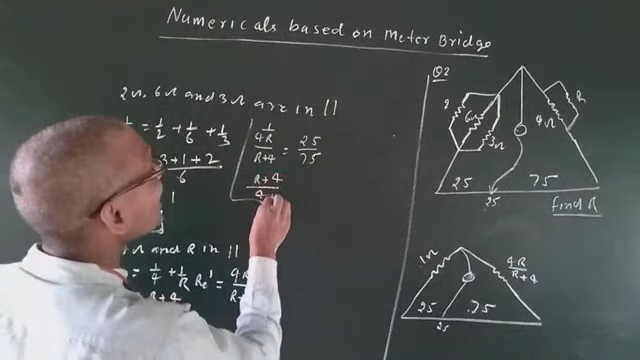 Numericals based on Meter Bridge
2Ω, 6Ω and 3Ω are in ||
= 1/2 + 1/6 + 1/3
3+1+2
6
1
1
4R
R+4
= 25/75
R+4
4
Ω and R in ||
= 1/4 + 1/R
Re' =
Q2
2
6Ω
3Ω
4Ω
R
25
75
25
find R
1Ω
4R
R+4
25
75
25